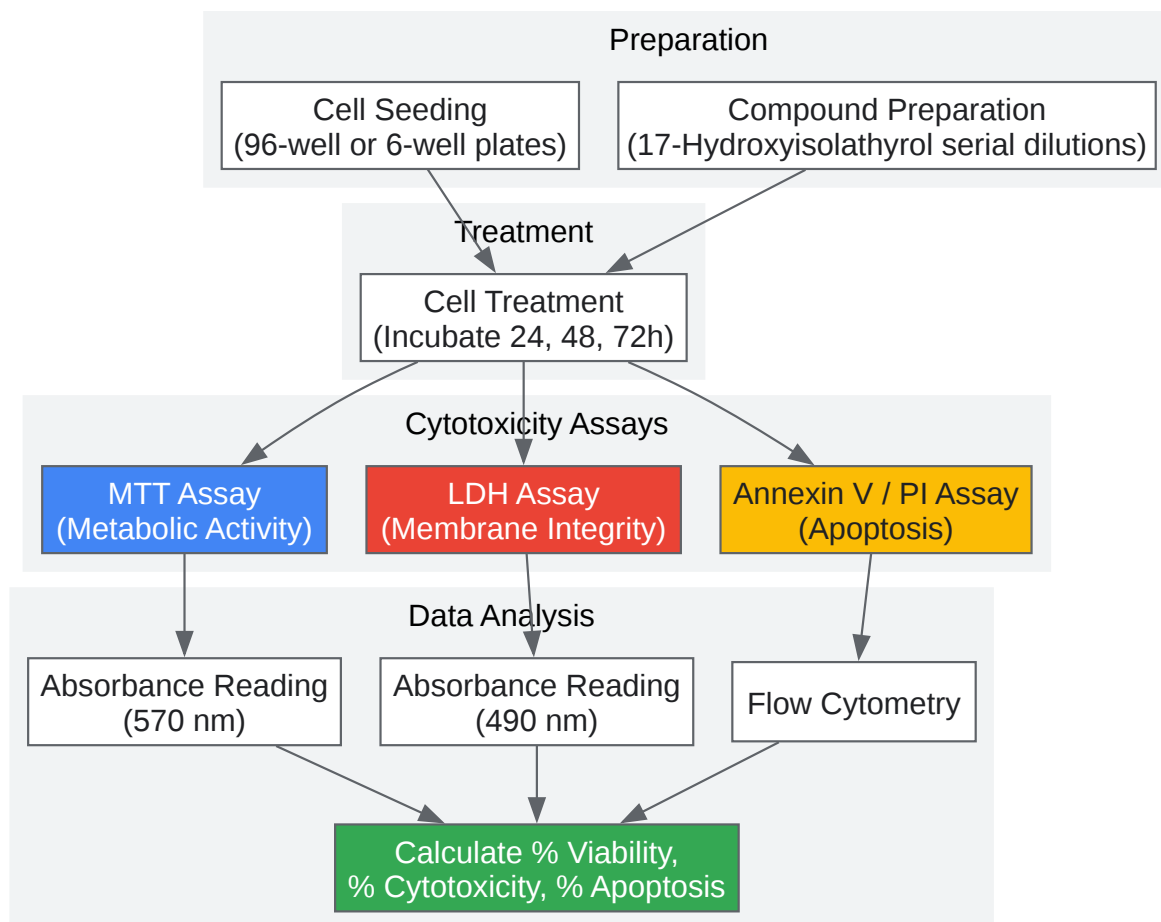 Preparation
Cell Seeding
(96-well or 6-well plates)
Compound Preparation
(17-Hydroxyisolathyrol serial dilutions)
Treatment
Cell Treatment
(Incubate 24, 48, 72h)
Cytotoxicity Assays
MTT Assay
(Metabolic Activity)
LDH Assay
(Membrane Integrity)
Annexin V / PI Assay
(Apoptosis)
Data Analysis
Absorbance Reading
(570 nm)
Absorbance Reading
(490 nm)
Flow Cytometry
Calculate % Viability,
% Cytotoxicity, % Apoptosis